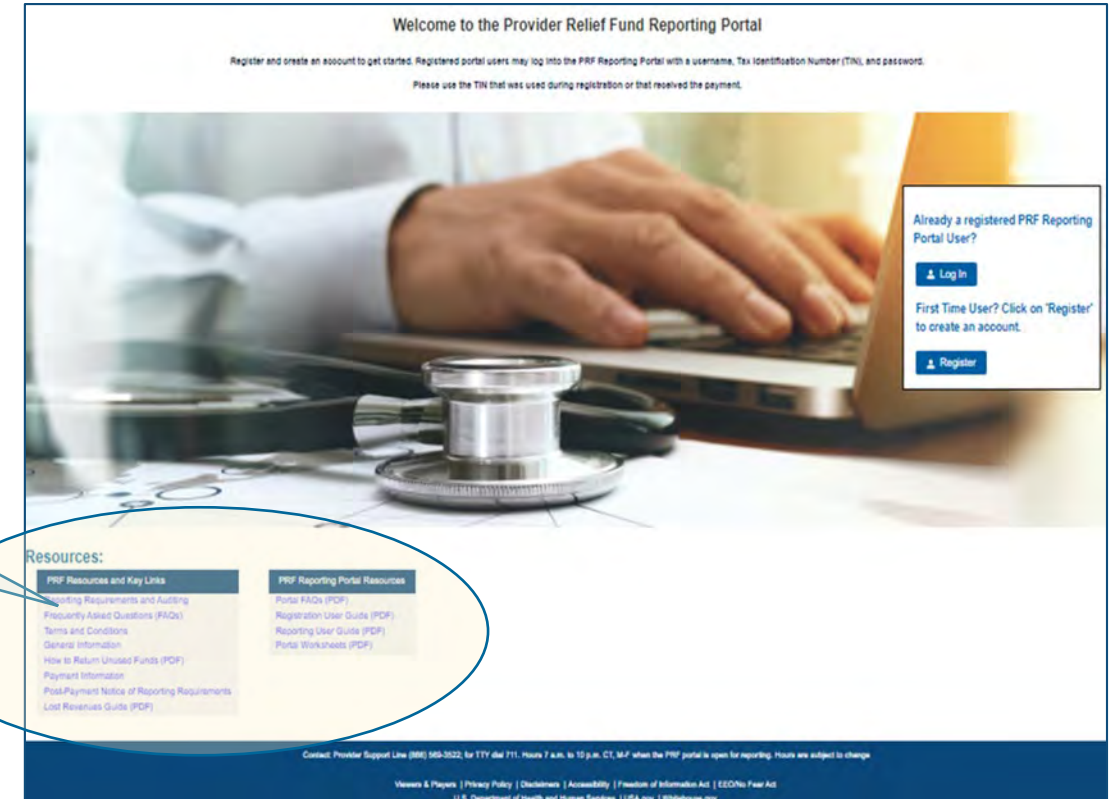 Welcome to the Provider Relief Fund Reporting Portal
Register and create an account to get started. Registered portal users may log into the PRF Reporting Portal with a username, Tax Identification Number (TIN), and password.
Please use the TIN that was used during registration or that received the payment.
Already a registered PRF Reporting
Portal User?
Log In
First Time User? Click on 'Register'
to create an account.
Register
Resources:
PRF Resources and Key Links
Reporting Requirements and Auditing
Frequently Asked Questions (FAQs)
Terms and Conditions
General Information
How to Return Unused Funds (PDF)
Payment Information
Post-Payment Notice of Reporting Requirements
Lost Revenues Guide (PDF)
PRF Reporting Portal Resources
Portal FAQs (PDF)
Registration User Guide (PDF)
Reporting User Guide (PDF)
Portal Worksheets (PDF)
Contact: Provider Support Line (866) 569-3522; for TTY dial 711. Hours 7 a.m. to 10 p.m. CT, M-F when the PRF portal is open for reporting. Hours are subject to change
Viewers & Players | Privacy Policy | Disclaimers | Accessibility | Freedom of Information Act | EEO/No Fear Act
U.S. Department of Health and Human Services | USA.gov | Whitehouse.gov